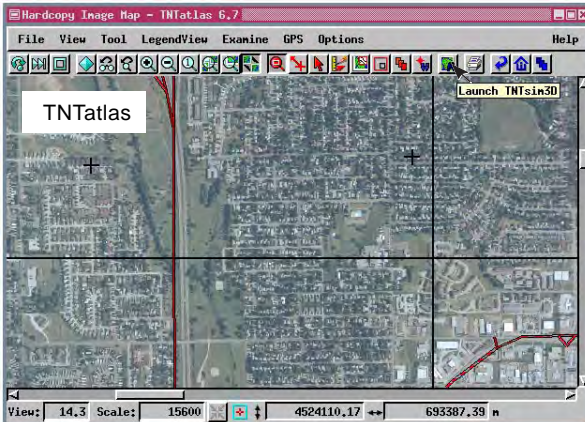 Hardcopy Image Map - TNTatlas 6.7
File View Tool LegendView Examine GPS Options Help
Launch TNTsim3D
TNTatlas
View: 14.3 Scale: 15600 4524110.17 693387.39 m